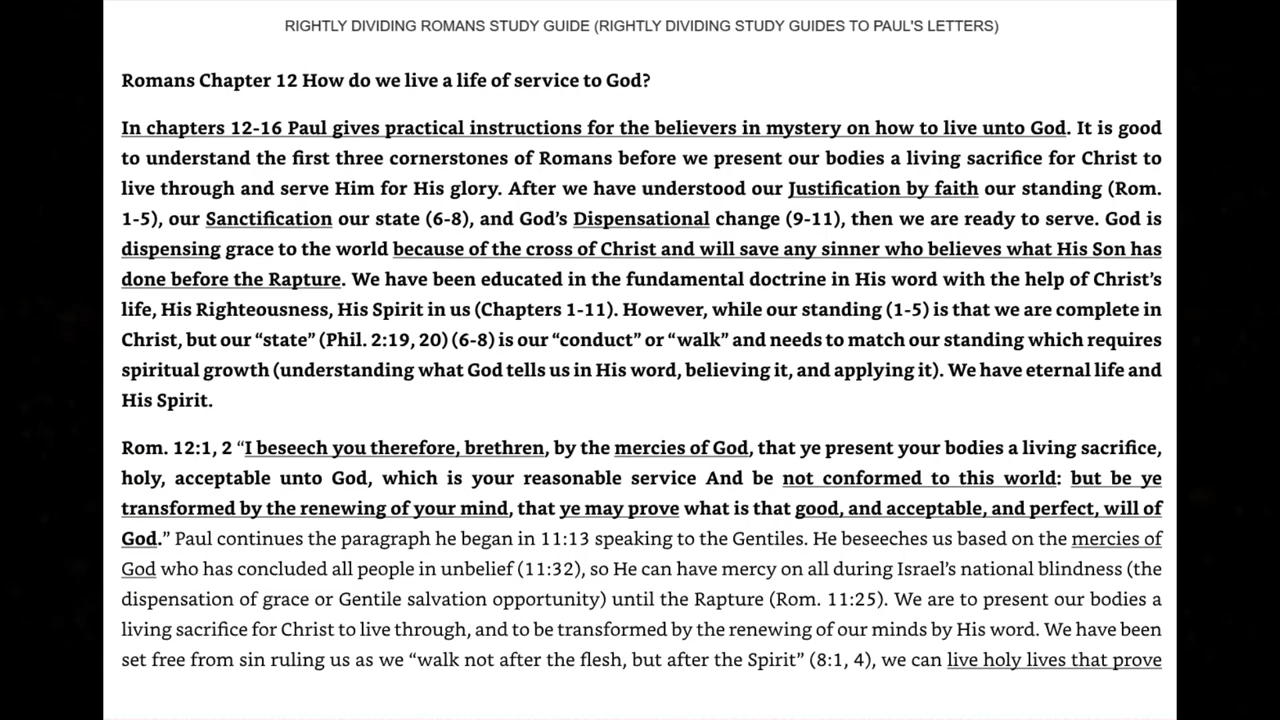 RIGHTLY DIVIDING ROMANS STUDY GUIDE (RIGHTLY DIVIDING STUDY GUIDES TO PAUL'S LETTERS)
Romans Chapter 12 How do we live a life of service to God?
In chapters 12-16 Paul gives practical instructions for the believers in mystery on how to live unto God. It is good
to understand the first three cornerstones of Romans before we present our bodies a living sacrifice for Christ to
live through and serve Him for His glory. After we have understood our Justification by faith our standing (Rom.
1-5), our Sanctification our state (6-8), and God’s Dispensational change (9-11), then we are ready to serve. God is
dispensing grace to the world because of the cross of Christ and will save any sinner who believes what His Son has
done before the Rapture. We have been educated in the fundamental doctrine in His word with the help of Christ’s
life, His Righteousness, His Spirit in us (Chapters 1-11). However, while our standing (1-5) is that we are complete in
Christ, but our “state” (Phil. 2:19, 20) (6-8) is our “conduct” or “walk” and needs to match our standing which requires
spiritual growth (understanding what God tells us in His word, believing it, and applying it). We have eternal life and
His Spirit.
Rom. 12:1, 2 “I beseech you therefore, brethren, by the mercies of God, that ye present your bodies a living sacrifice,
holy, acceptable unto God, which is your reasonable service And be not conformed to this world: but be ye
transformed by the renewing of your mind, that ye may prove what is that good, and acceptable, and perfect, will of
God.” Paul continues the paragraph he began in 11:13 speaking to the Gentiles. He beseeches us based on the mercies of
God who has concluded all people in unbelief (11:32), so He can have mercy on all during Israel’s national blindness (the
dispensation of grace or Gentile salvation opportunity) until the Rapture (Rom. 11:25). We are to present our bodies a
living sacrifice for Christ to live through, and to be transformed by the renewing of our minds by His word. We have been
set free from sin ruling us as we “walk not after the flesh, but after the Spirit” (8:1, 4), we can live holy lives that prove